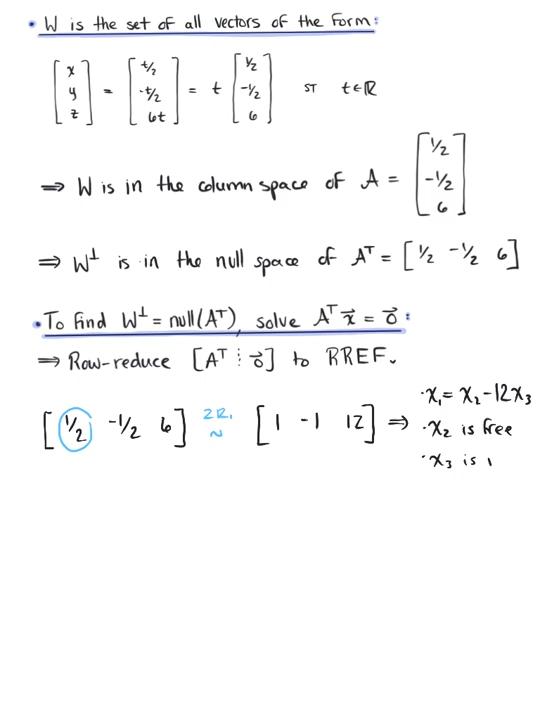 • W is the set of all vectors of the form:
[x y z] = [t/2 -t/2 6t] = t [1/2 -1/2 6] ST t∈ℝ
⇒ W is in the column space of A = [1/2 -1/2 6]
⇒ W⊥ is in the null space of Aᵀ = [1/2 -1/2 6]
• To find W⊥ = null(Aᵀ), solve Aᵀx⃗ = 0⃗:
⇒ Row-reduce [Aᵀ ⋮ 0⃗] to RREF.
[1/2 -1/2 6] 2R₁ ~ [1 -1 12] ⇒
·x₁ = x₂ - 12x₃
·x₂ is free
·x₃ is